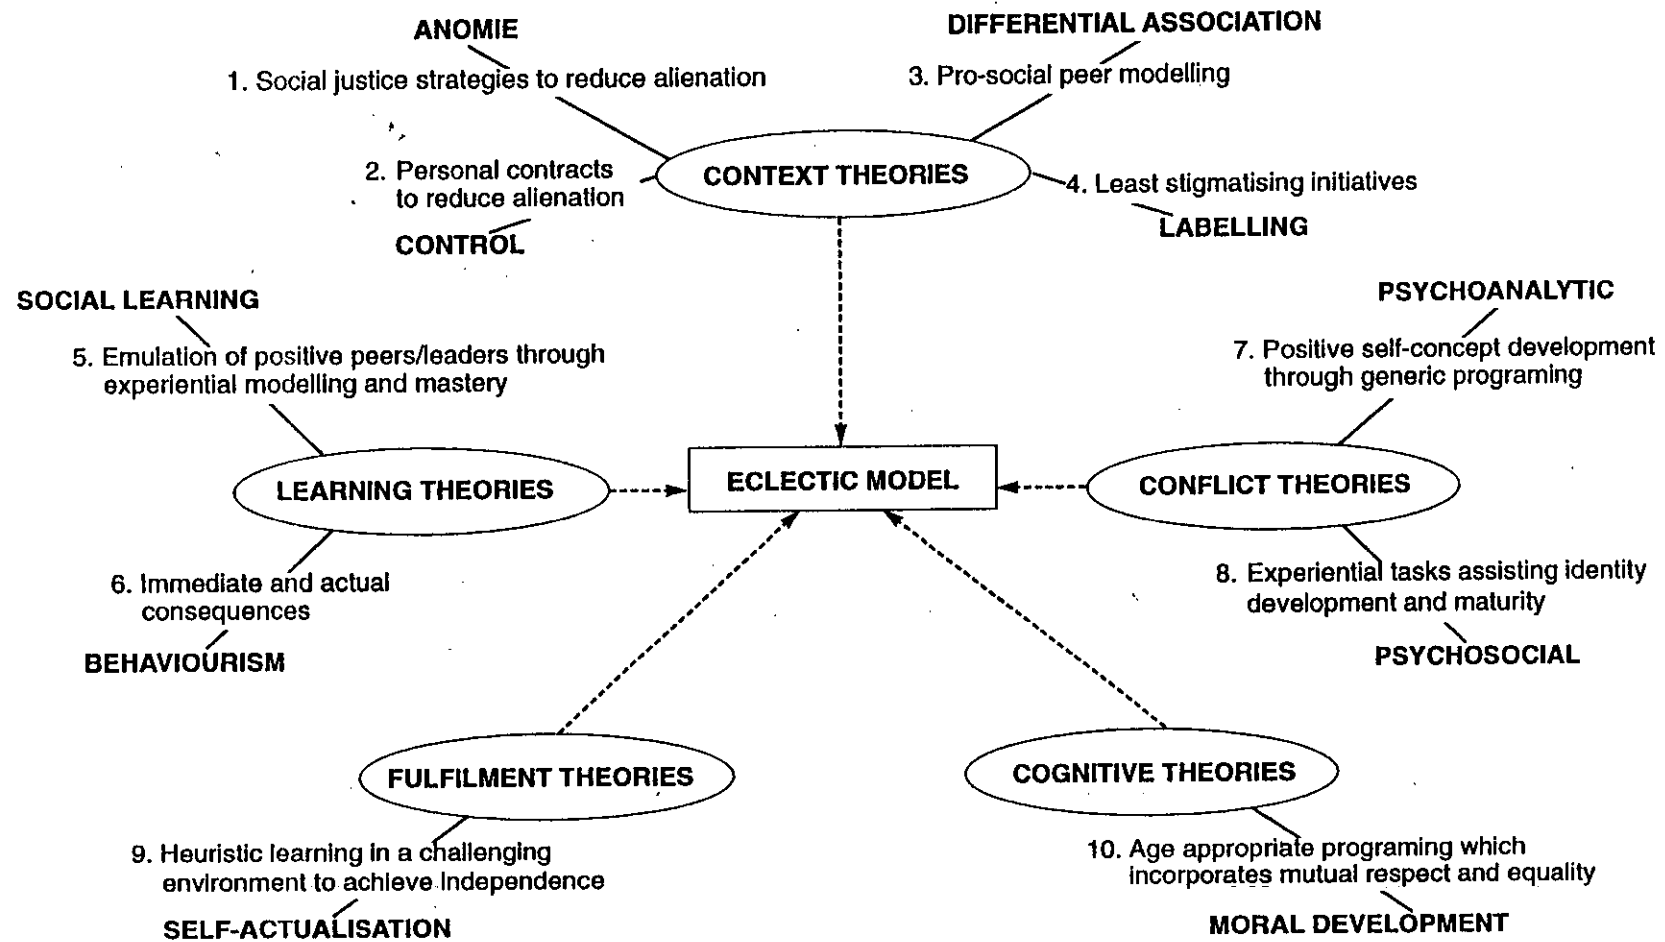 ANOMIE
1. Social justice strategies to reduce alienation
DIFFERENTIAL ASSOCIATION
3. Pro-social peer modelling
2. Personal contracts
to reduce alienation
CONTROL
CONTEXT THEORIES
4. Least stigmatising initiatives
LABELLING
SOCIAL LEARNING
5. Emulation of positive peers/leaders through
experiential modelling and mastery
PSYCHOANALYTIC
7. Positive self-concept development
through generic programing
LEARNING THEORIES
ECLECTIC MODEL
CONFLICT THEORIES
6. Immediate and actual
consequences
BEHAVIOURISM
8. Experiential tasks assisting identity
development and maturity
PSYCHOSOCIAL
FULFILMENT THEORIES
COGNITIVE THEORIES
9. Heuristic learning in a challenging
environment to achieve Independence
SELF-ACTUALISATION
10. Age appropriate programing which
incorporates mutual respect and equality
MORAL DEVELOPMENT